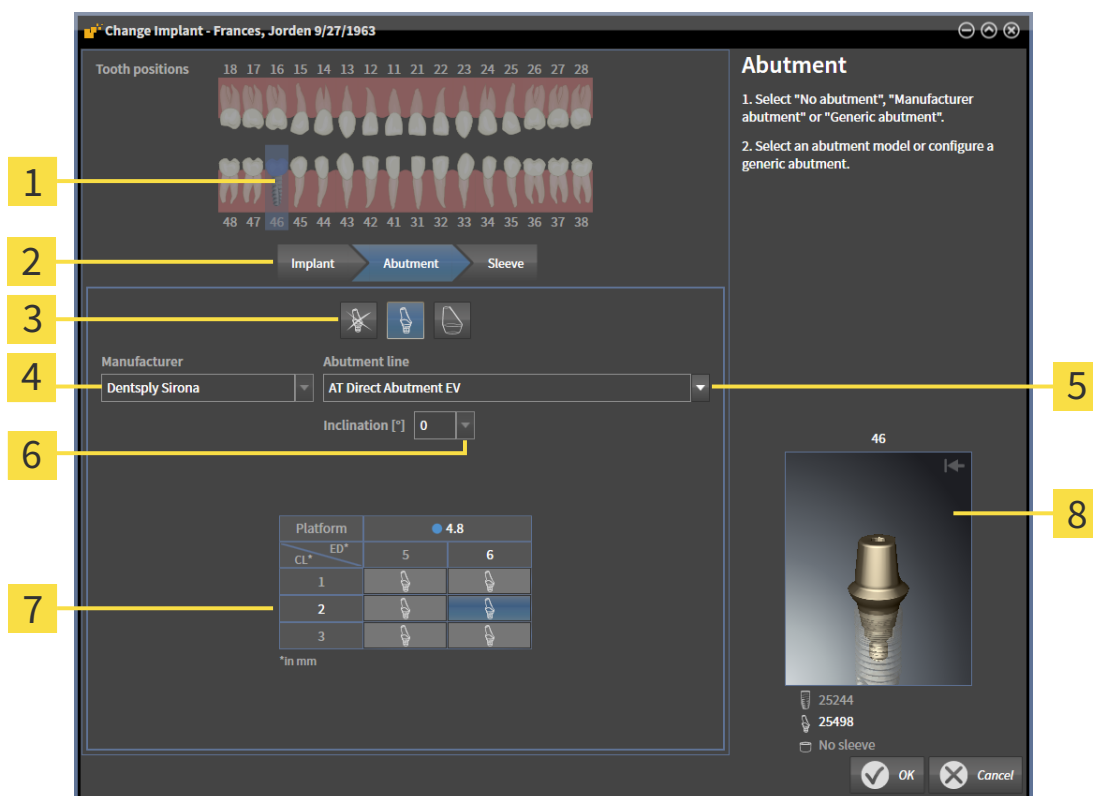 Change Implant - Frances, Jorden 9/27/1963
Tooth positions
18 17 16 15 14 13 12 11 21 22 23 24 25 26 27 28
48 47 46 45 44 43 42 41 31 32 33 34 35 36 37 38
1
2
Implant Abutment Sleeve
3
Manufacturer Abutment line
4
Dentsply Sirona AT Direct Abutment EV
5
Inclination [°] 0
6
Platform 4.8
CL* ED* 5 6
1
2
3
7
*in mm
Abutment
1. Select "No abutment", "Manufacturer
abutment" or "Generic abutment".
2. Select an abutment model or configure a
generic abutment.
46
8
25244
25498
No sleeve
OK Cancel